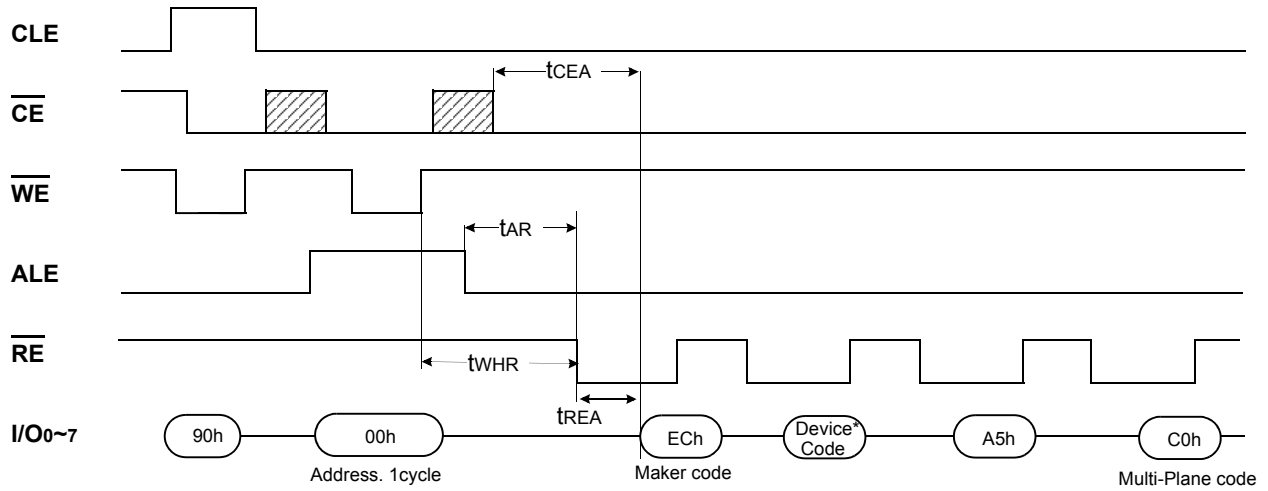 CLE
tCEA
CE
WE
tAR
ALE
RE
tWHR
tREA
I/O0~7
90h
00h
ECh
Device*
Code
A5h
C0h
Address. 1cycle
Maker code
Multi-Plane code